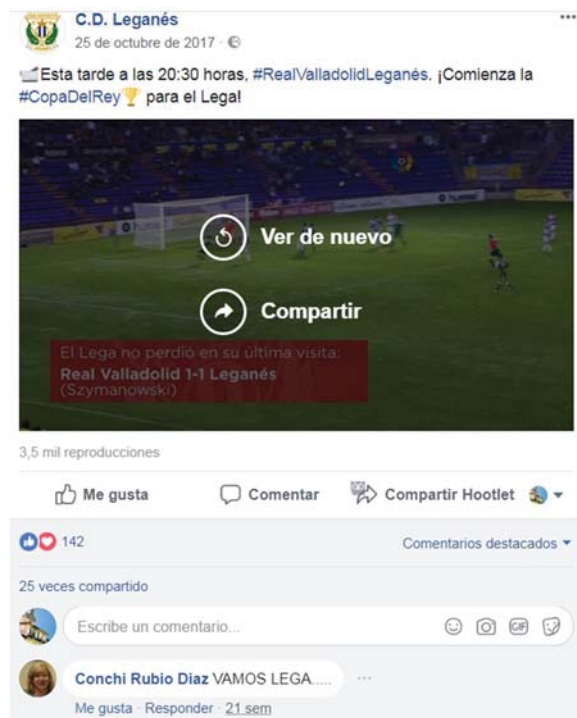 C.D. Leganés
25 de octubre de 2017 ·
Esta tarde a las 20:30 horas, #RealValladolidLeganés. ¡Comienza la
#CopaDelRey🏆 para el Lega!
Ver de nuevo
Compartir
El Lega no perdió en su última visita:
Real Valladolid 1-1 Leganés
(Szymanowski)
3,5 mil reproducciones
Me gusta Comentar Compartir Hootlet
142 Comentarios destacados
25 veces compartido
Escribe un comentario... GIF
Conchi Rubio Diaz VAMOS LEGA..... ...
Me gusta · Responder · 21 sem